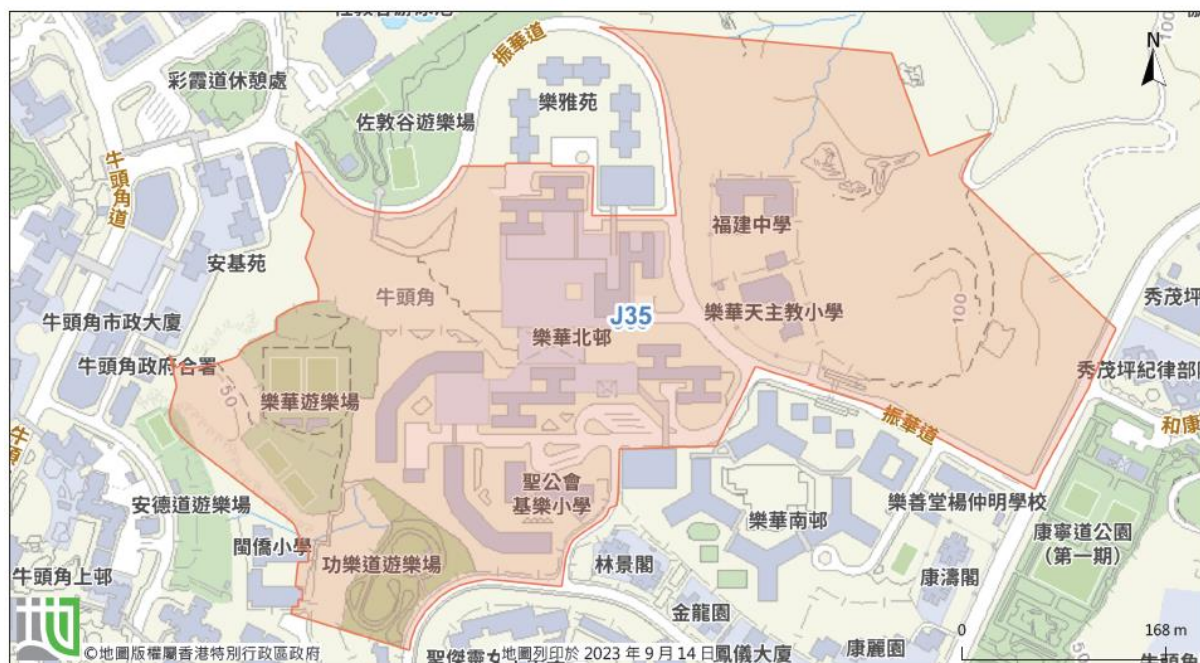 振華道
N
100
彩霞道休憩處
樂雅苑
佐敦谷遊樂場
牛頭角道
福建中學
安基苑
牛頭角
樂華天主教小學
100
J35
牛頭角市政大廈
樂華北邨
秀茂坪
牛頭角政府合署
50
樂華遊樂場
秀茂坪紀律部
振華道
和康
聖公會
基樂小學
安德道遊樂場
樂華南邨
樂善堂楊仲明學校
康寧道公園
(第一期)
閩僑小學
功樂道遊樂場
林景閣
康濤閣
牛頭角上邨
金龍園
0
168 m
©地圖版權屬香港特別行政區政府
地圖列印於 2023 年 9 月 14 日
鳳儀大廈
康麗園